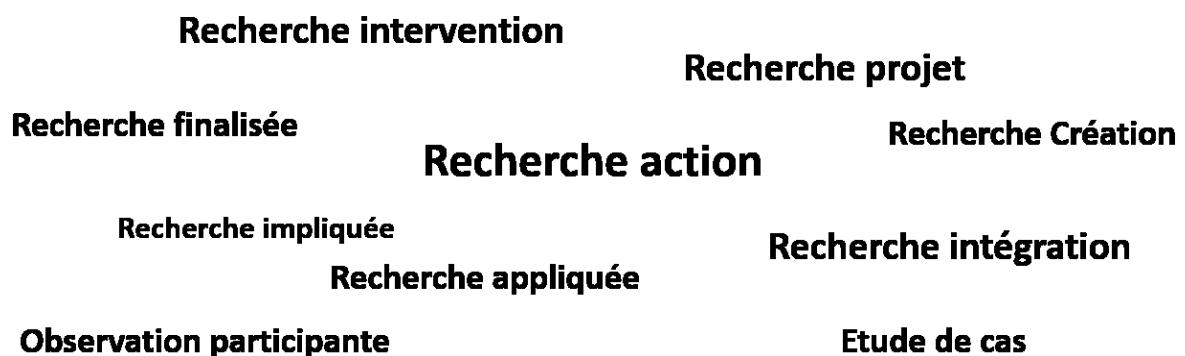 Recherche intervention
Recherche projet
Recherche finalisée
Recherche Création
Recherche action
Recherche impliquée
Recherche intégration
Recherche appliquée
Observation participante
Etude de cas